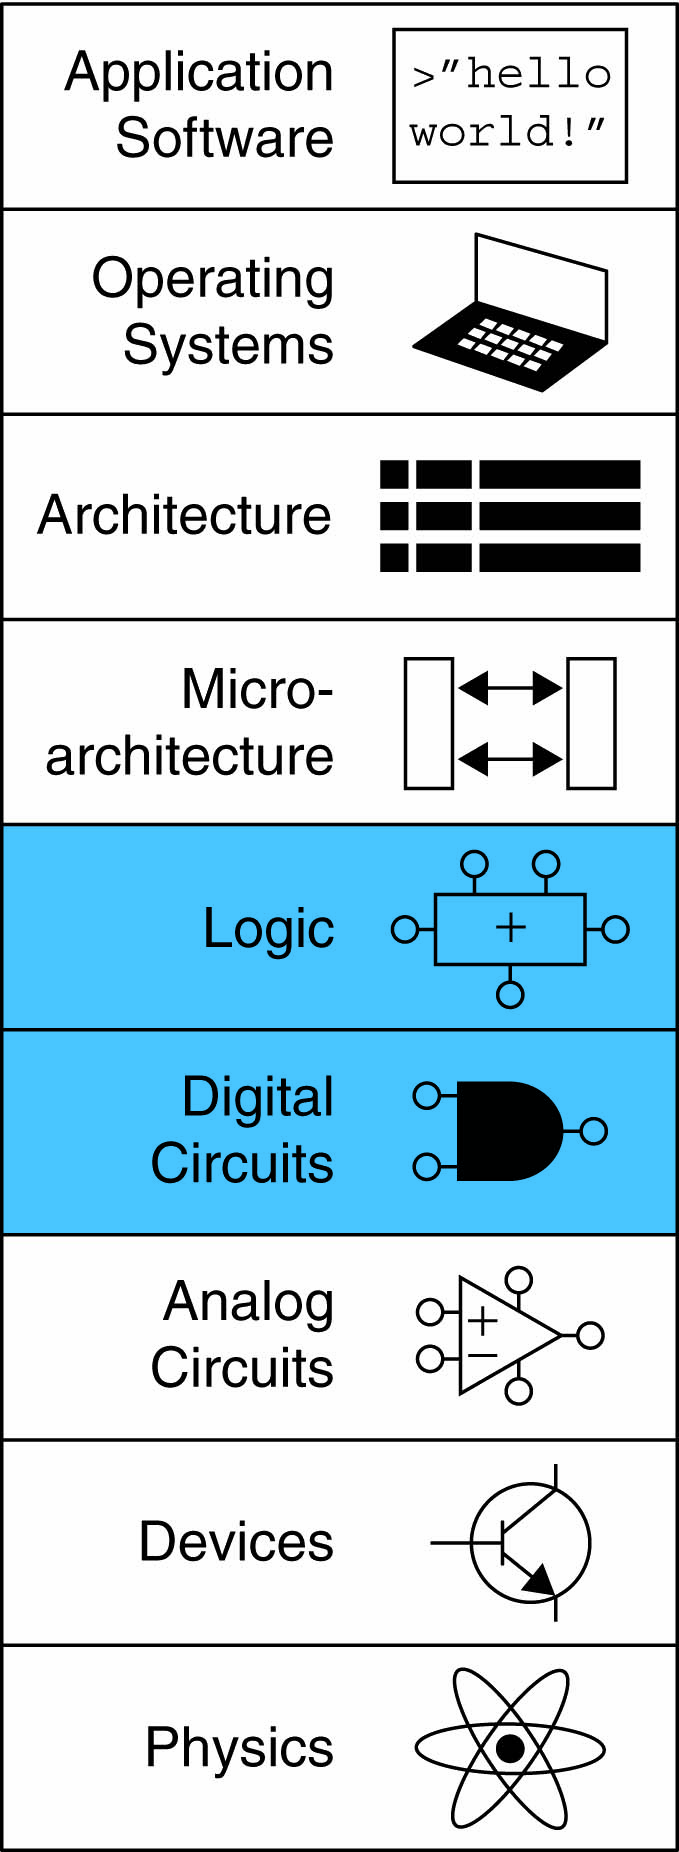 Application
Software
>"hello
world!"
Operating
Systems
Architecture
Micro-
architecture
Logic
+
Digital
Circuits
Analog
Circuits
+
−
Devices
Physics